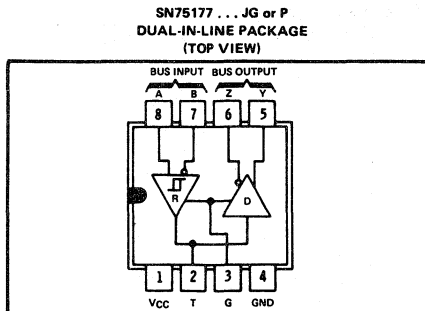 SN75177 . . . JG or P
DUAL-IN-LINE PACKAGE
(TOP VIEW)
BUS INPUT BUS OUTPUT
A B Z Y
8 7 6 5
R D
1 2 3 4
VCC T G GND